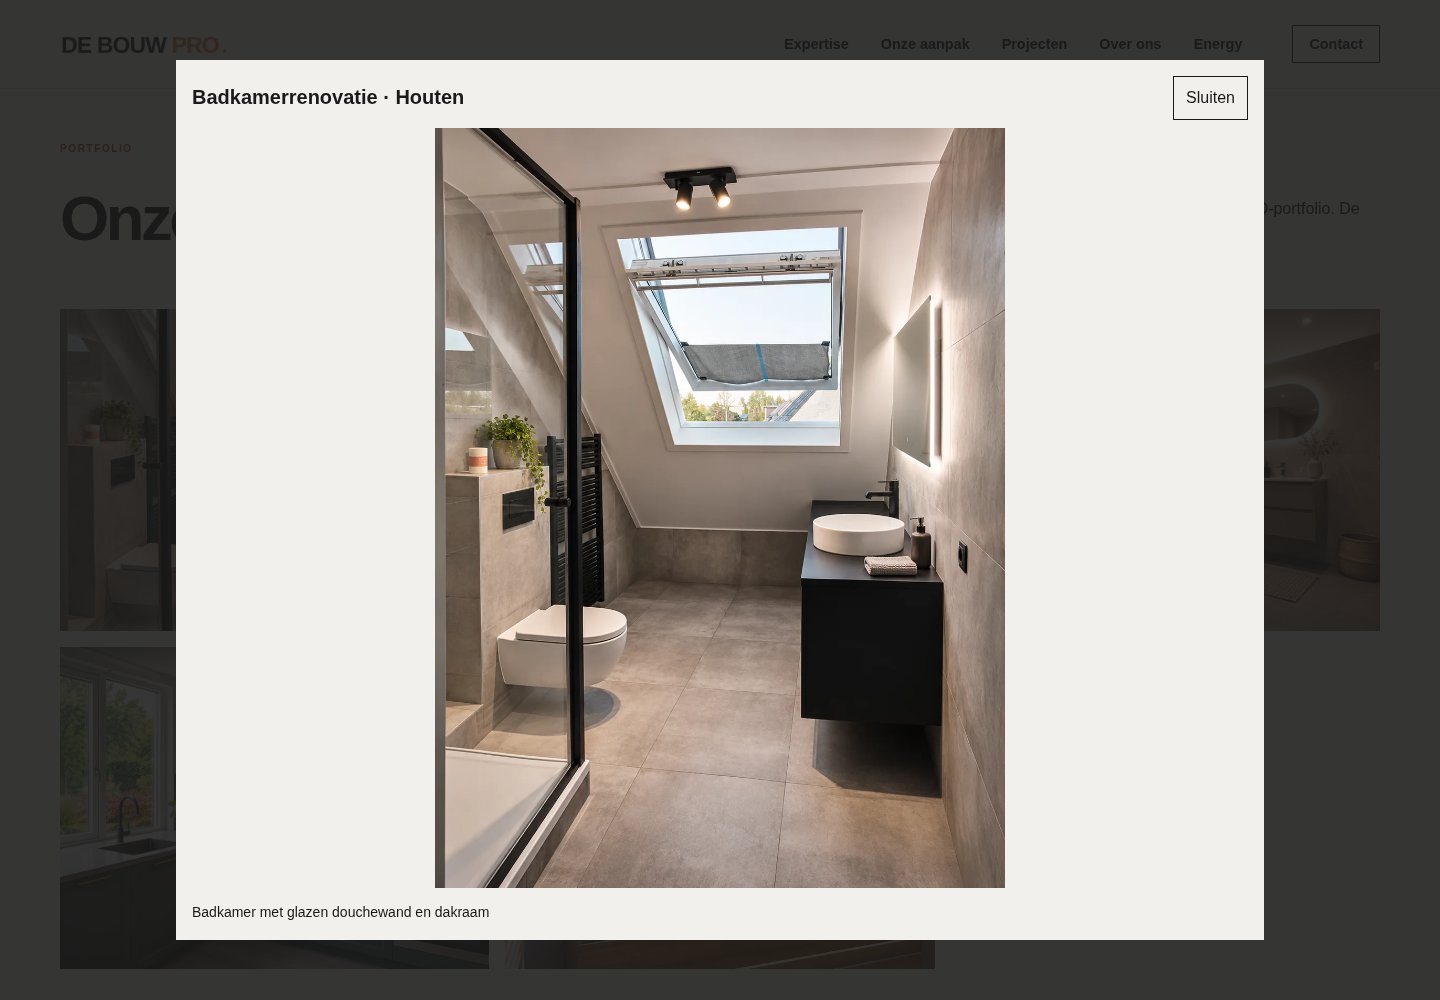 DE BOUW PRO.
Expertise
Onze aanpak
Projecten
Over ons
Energy
Contact
Badkamerrenovatie · Houten
Sluiten
PORTFOLIO
-portfolio. De
Badkamer met glazen douchewand en dakraam